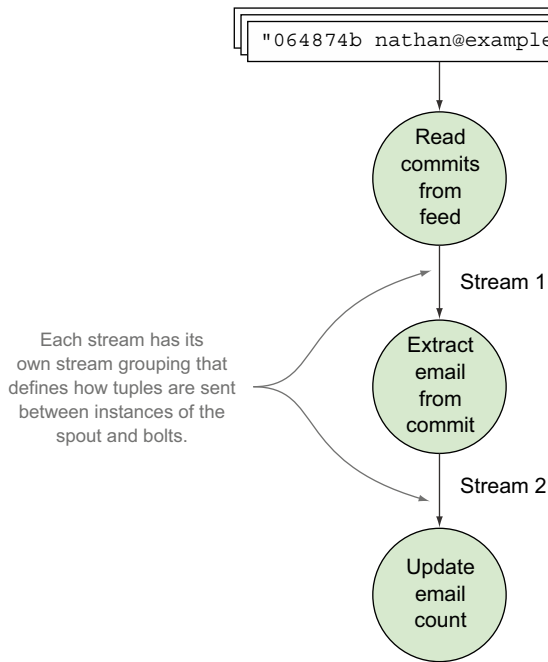 "064874b nathan@example
Read
commits
from
feed
Stream 1
Each stream has its
own stream grouping that
defines how tuples are sent
between instances of the
spout and bolts.
Extract
email
from
commit
Stream 2
Update
email
count